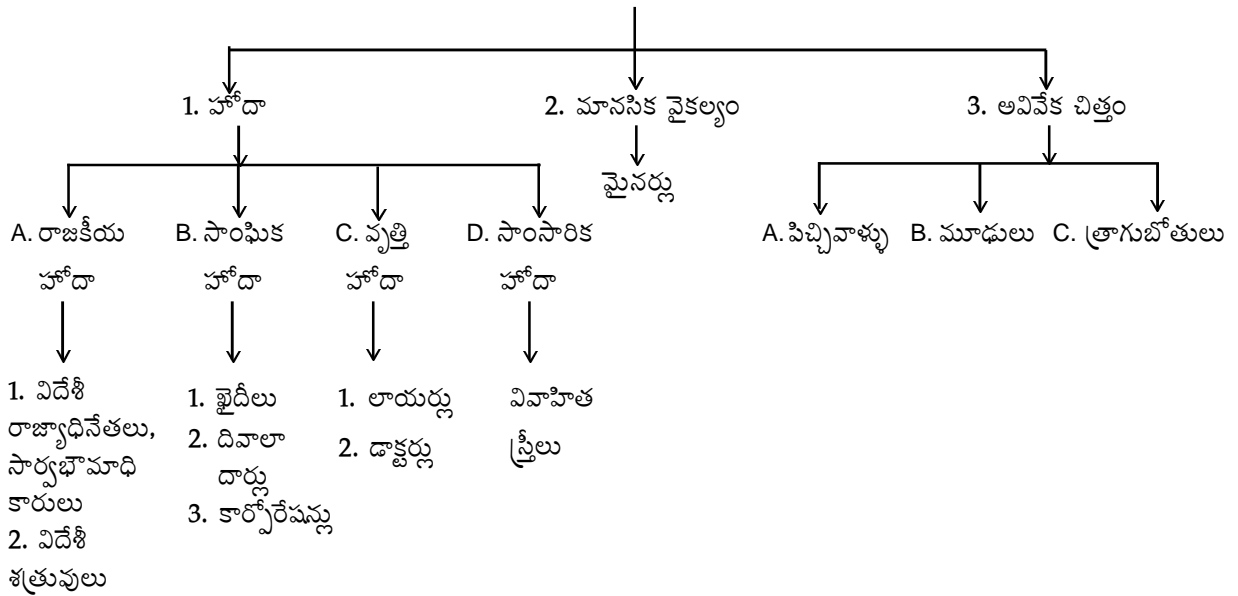 1. హోదా
2. మానసిక వైకల్యం
3. అవివేక చిత్తం
మైనర్లు
A. రాజకీయ
హోదా
B. సాంఘిక
హోదా
C. వృత్తి
హోదా
D. సాంసారిక
హోదా
A. పిచ్చివాళ్ళు
B. మూఢులు
C. త్రాగుబోతులు
1. విదేశీ
రాజ్యాధినేతలు,
సార్వభౌమాధి
కారులు
2. విదేశీ
శత్రువులు
1. ఖైదీలు
2. దివాలా
దార్లు
3. కార్పోరేషన్లు
1. లాయర్లు
2. డాక్టర్లు
వివాహిత
స్త్రీలు